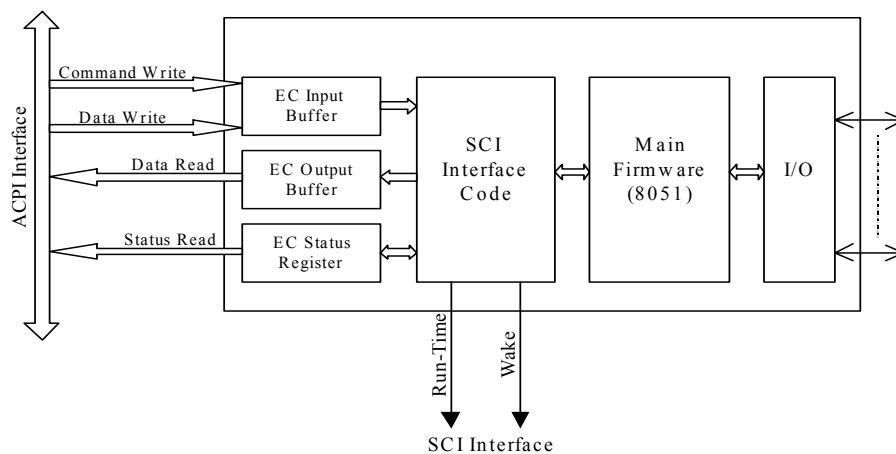 ACPI Interface
Command Write
Data Write
Data Read
Status Read
EC Input
Buffer
EC Output
Buffer
EC Status
Register
SCI
Interface
Code
Main
Firmware
(8051)
I/O
Run-Time
Wake
SCI Interface